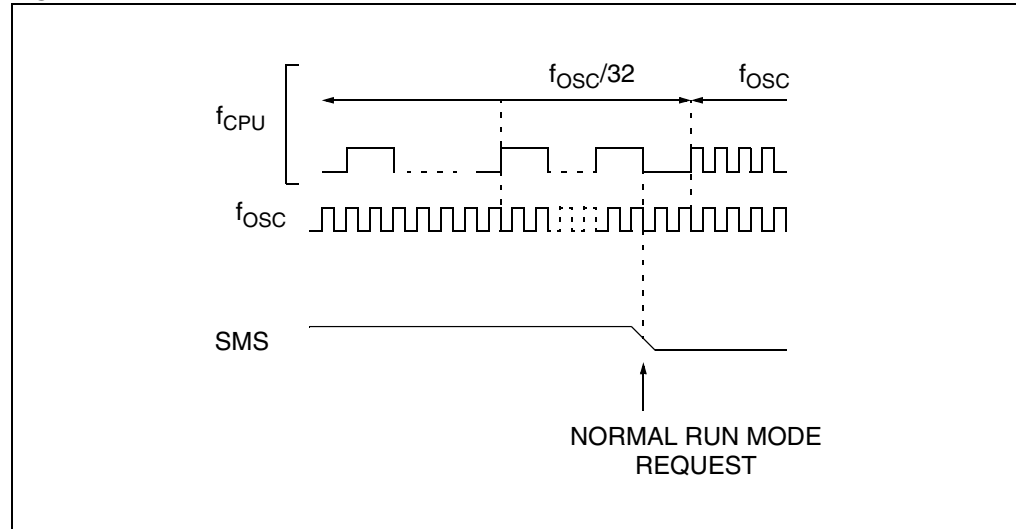 fOSC/32 fOSC
fCPU
fOSC
SMS
NORMAL RUN MODE
REQUEST